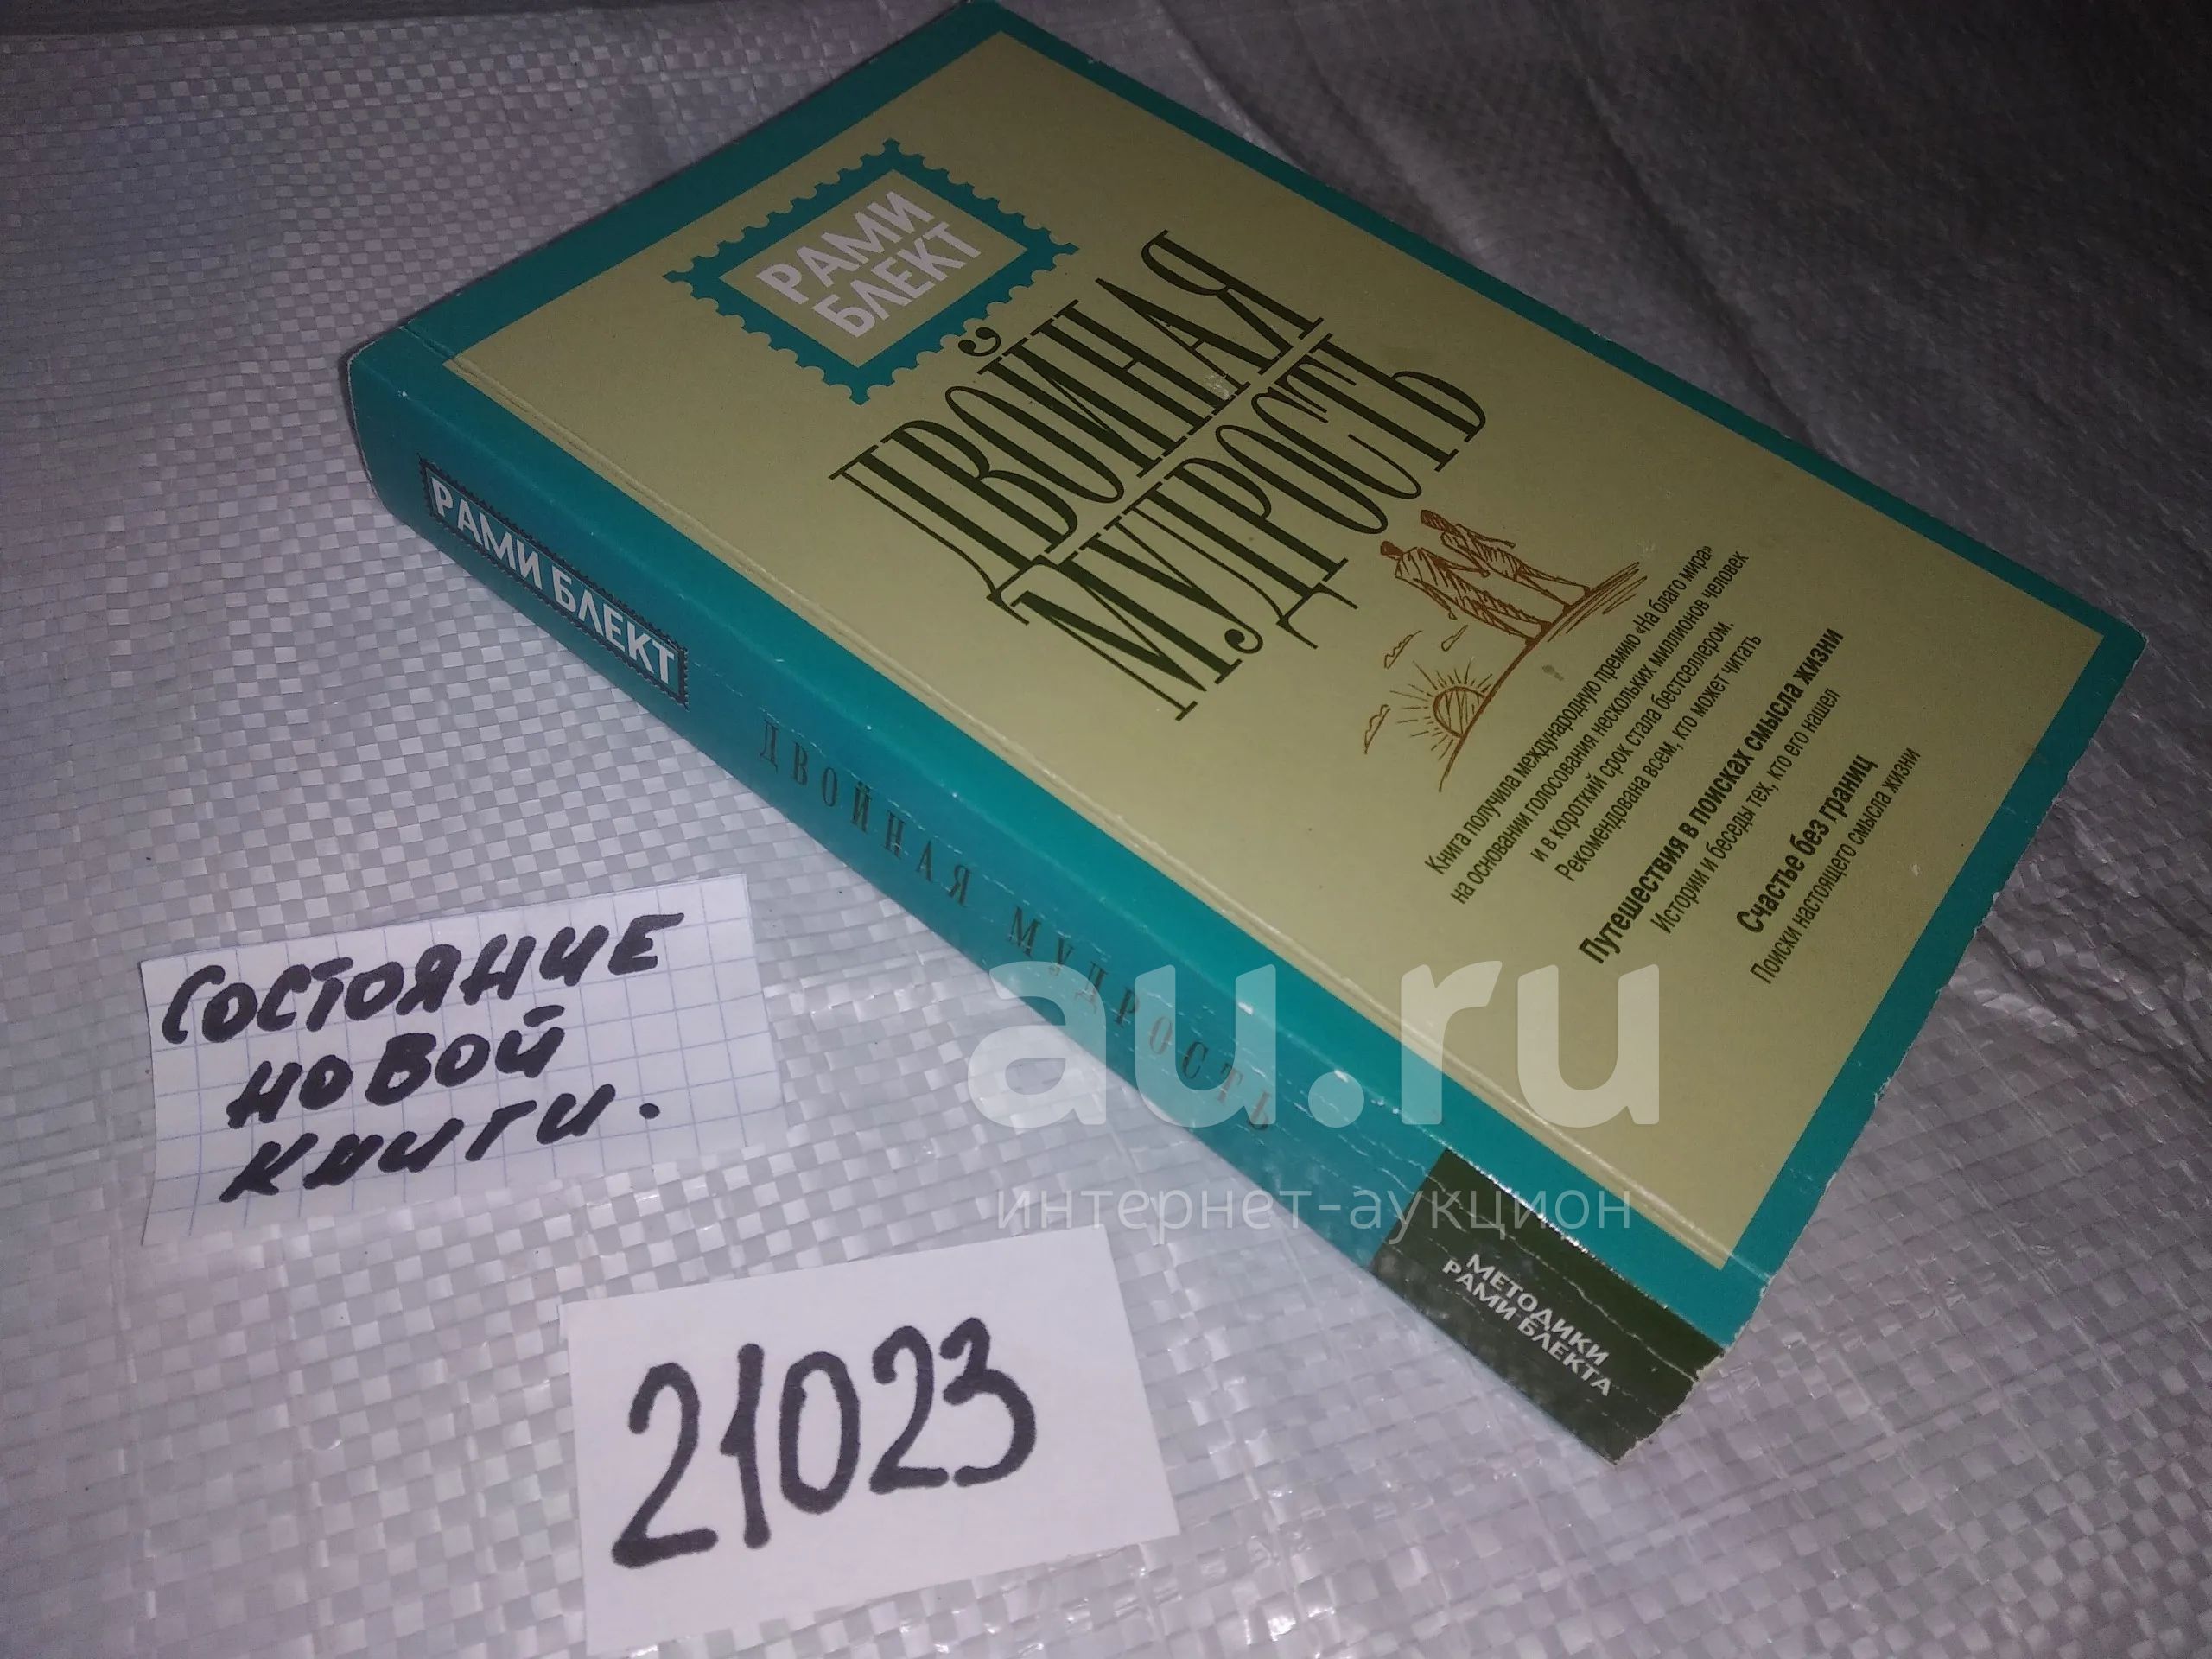 РАМИ
БЛЕКТ
ДВОЙНАЯ
МУДРОСТЬ
Книга получила международную премию «На благо мира»
на основании голосования нескольких миллионов человек
и в короткий срок стала бестселлером.
Рекомендована всем, кто может читать
Путешествия в поисках смысла жизни
Истории и беседы тех, кто его нашел
Счастье без границ
Поиски настоящего смысла жизни
РАМИ БЛЕКТ
ДВОЙНАЯ МУДРОСТЬ
МЕТОДИКИ
РАМИ БЛЕКТА
au.ru
интернет-аукцион
СОСТОЯНИЕ
НОВОЙ
КНИГИ.
21023